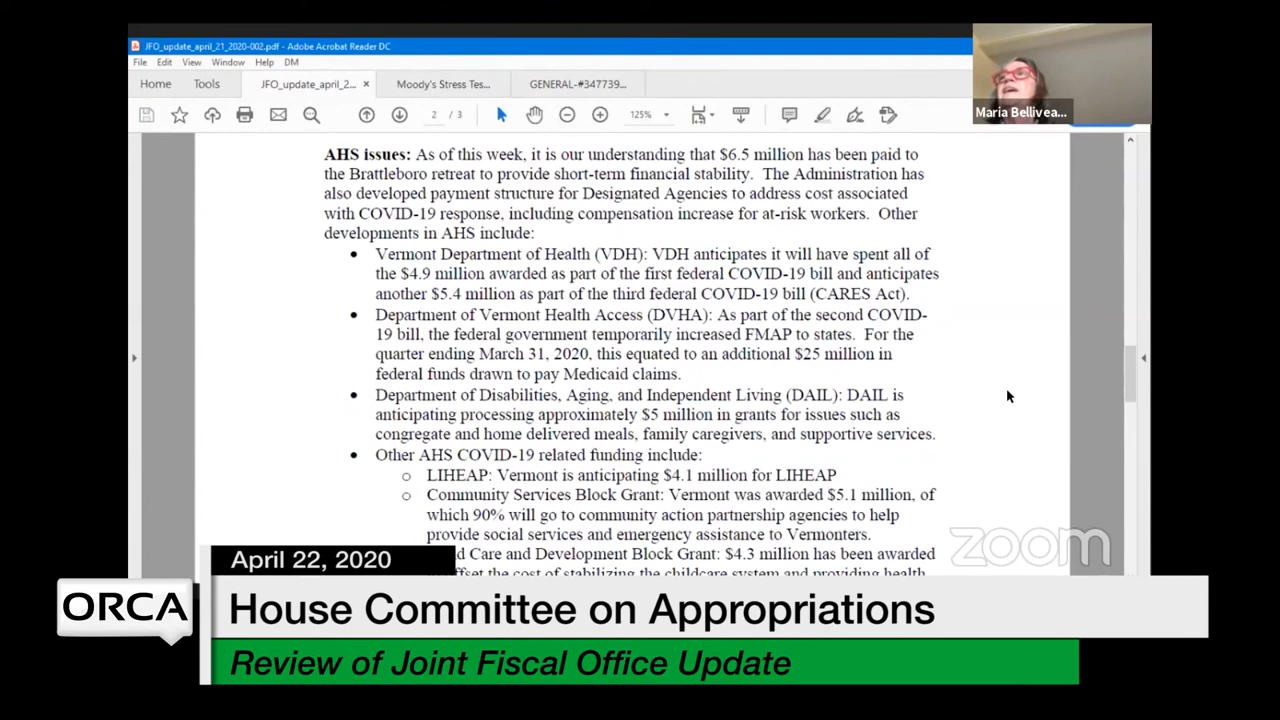 JFO_update_april_21_2020-002.pdf - Adobe Acrobat Reader DC
File Edit View Window Help DM
Home Tools JFO_update_april_2... × Moody's Stress Tes... GENERAL-#347739...
2 / 3 125%
Maria Bellivea...
AHS issues: As of this week, it is our understanding that $6.5 million has been paid to
the Brattleboro retreat to provide short-term financial stability. The Administration has
also developed payment structure for Designated Agencies to address cost associated
with COVID-19 response, including compensation increase for at-risk workers. Other
developments in AHS include:
• Vermont Department of Health (VDH): VDH anticipates it will have spent all of
the $4.9 million awarded as part of the first federal COVID-19 bill and anticipates
another $5.4 million as part of the third federal COVID-19 bill (CARES Act).
• Department of Vermont Health Access (DVHA): As part of the second COVID-
19 bill, the federal government temporarily increased FMAP to states. For the
quarter ending March 31, 2020, this equated to an additional $25 million in
federal funds drawn to pay Medicaid claims.
• Department of Disabilities, Aging, and Independent Living (DAIL): DAIL is
anticipating processing approximately $5 million in grants for issues such as
congregate and home delivered meals, family caregivers, and supportive services.
• Other AHS COVID-19 related funding include:
o LIHEAP: Vermont is anticipating $4.1 million for LIHEAP
o Community Services Block Grant: Vermont was awarded $5.1 million, of
which 90% will go to community action partnership agencies to help
provide social services and emergency assistance to Vermonters.
Care and Development Block Grant: $4.3 million has been awarded
offset the cost of stabilizing the childcare system and providing health
zoom
April 22, 2020
ORCA
House Committee on Appropriations
Review of Joint Fiscal Office Update